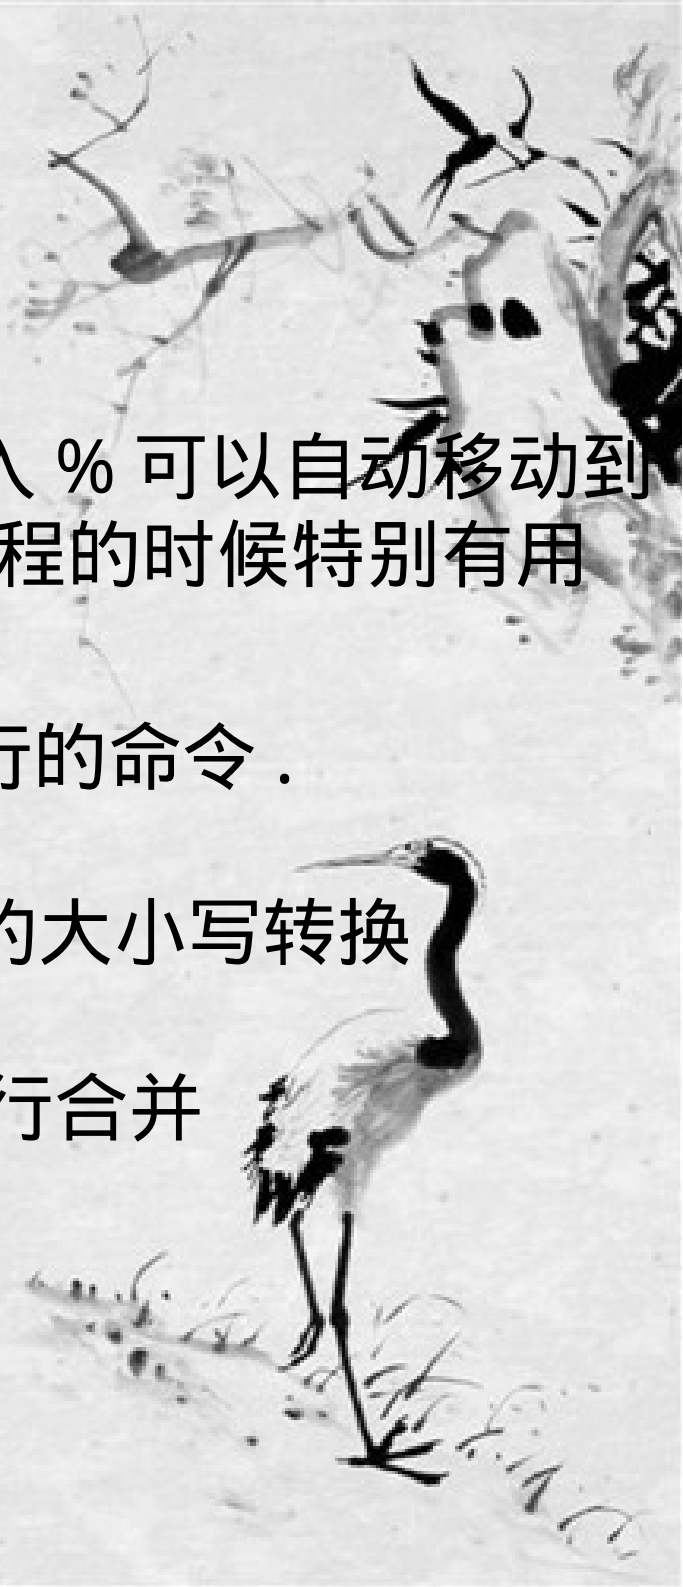 入 % 可以自动移动到
程的时候特别有用
行的命令 .
的大小写转换
行合并